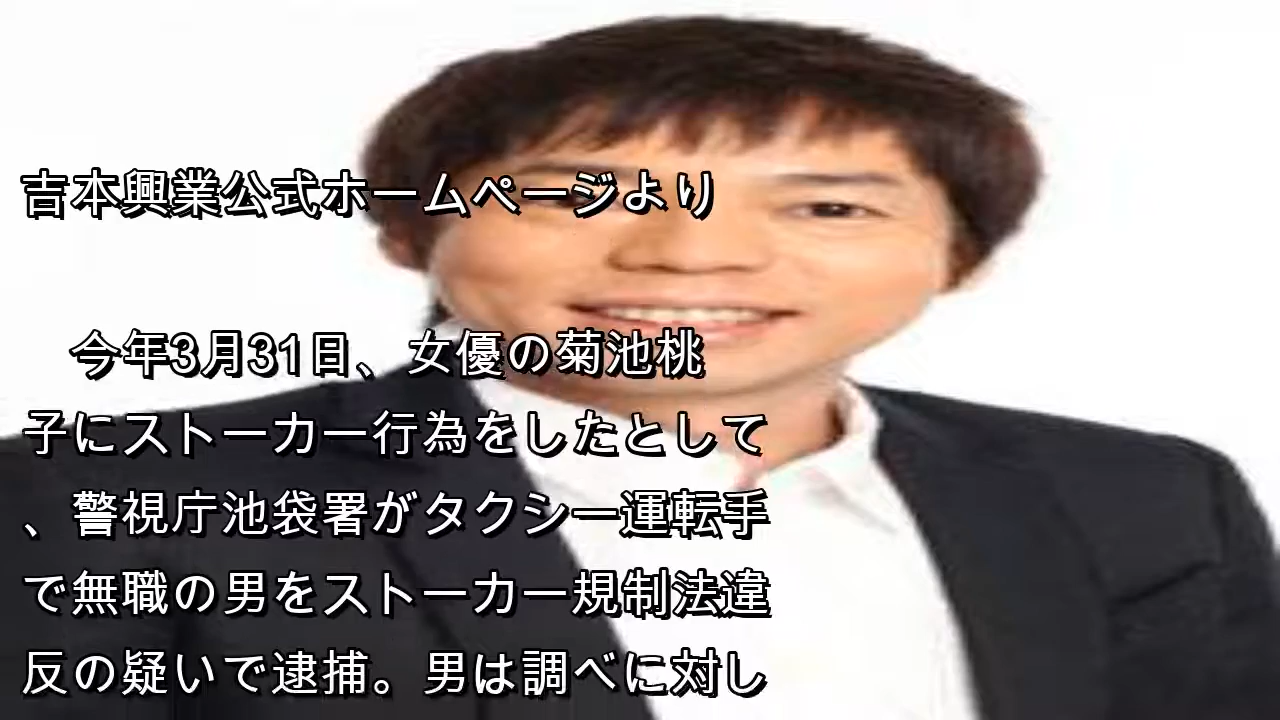 吉本興業公式ホームページより
今年3月31日、女優の菊池桃
子にストーカー行為をしたとして
、警視庁池袋署がタクシー運転手
で無職の男をストーカー規制法違
反の疑いで逮捕。男は調べに対し